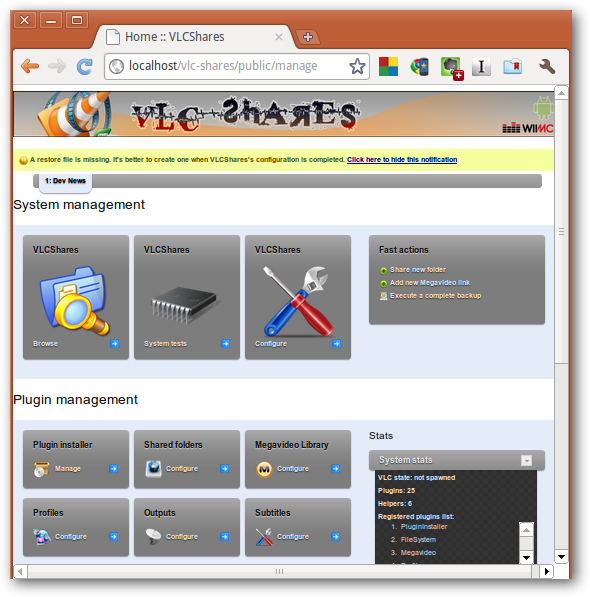 Home :: VLCShares
localhost/vlc-shares/public/manage
VLC-SHARES
WIIMC
A restore file is missing. It's better to create one when VLCShares's configuration is completed. Click here to hide this notification
1: Dev News
System management
VLCShares
VLCShares
VLCShares
Browse
System tests
Configure
Fast actions
Share new folder
Add new Megavideo link
Execute a complete backup
Plugin management
Plugin installer
Manage
Shared folders
Configure
Megavideo Library
Configure
Profiles
Configure
Outputs
Configure
Subtitles
Configure
Stats
System stats
VLC state: not spawned
Plugins: 25
Helpers: 6
Registered plugins list:
1. PluginInstaller
2. FileSystem
3. Megavideo